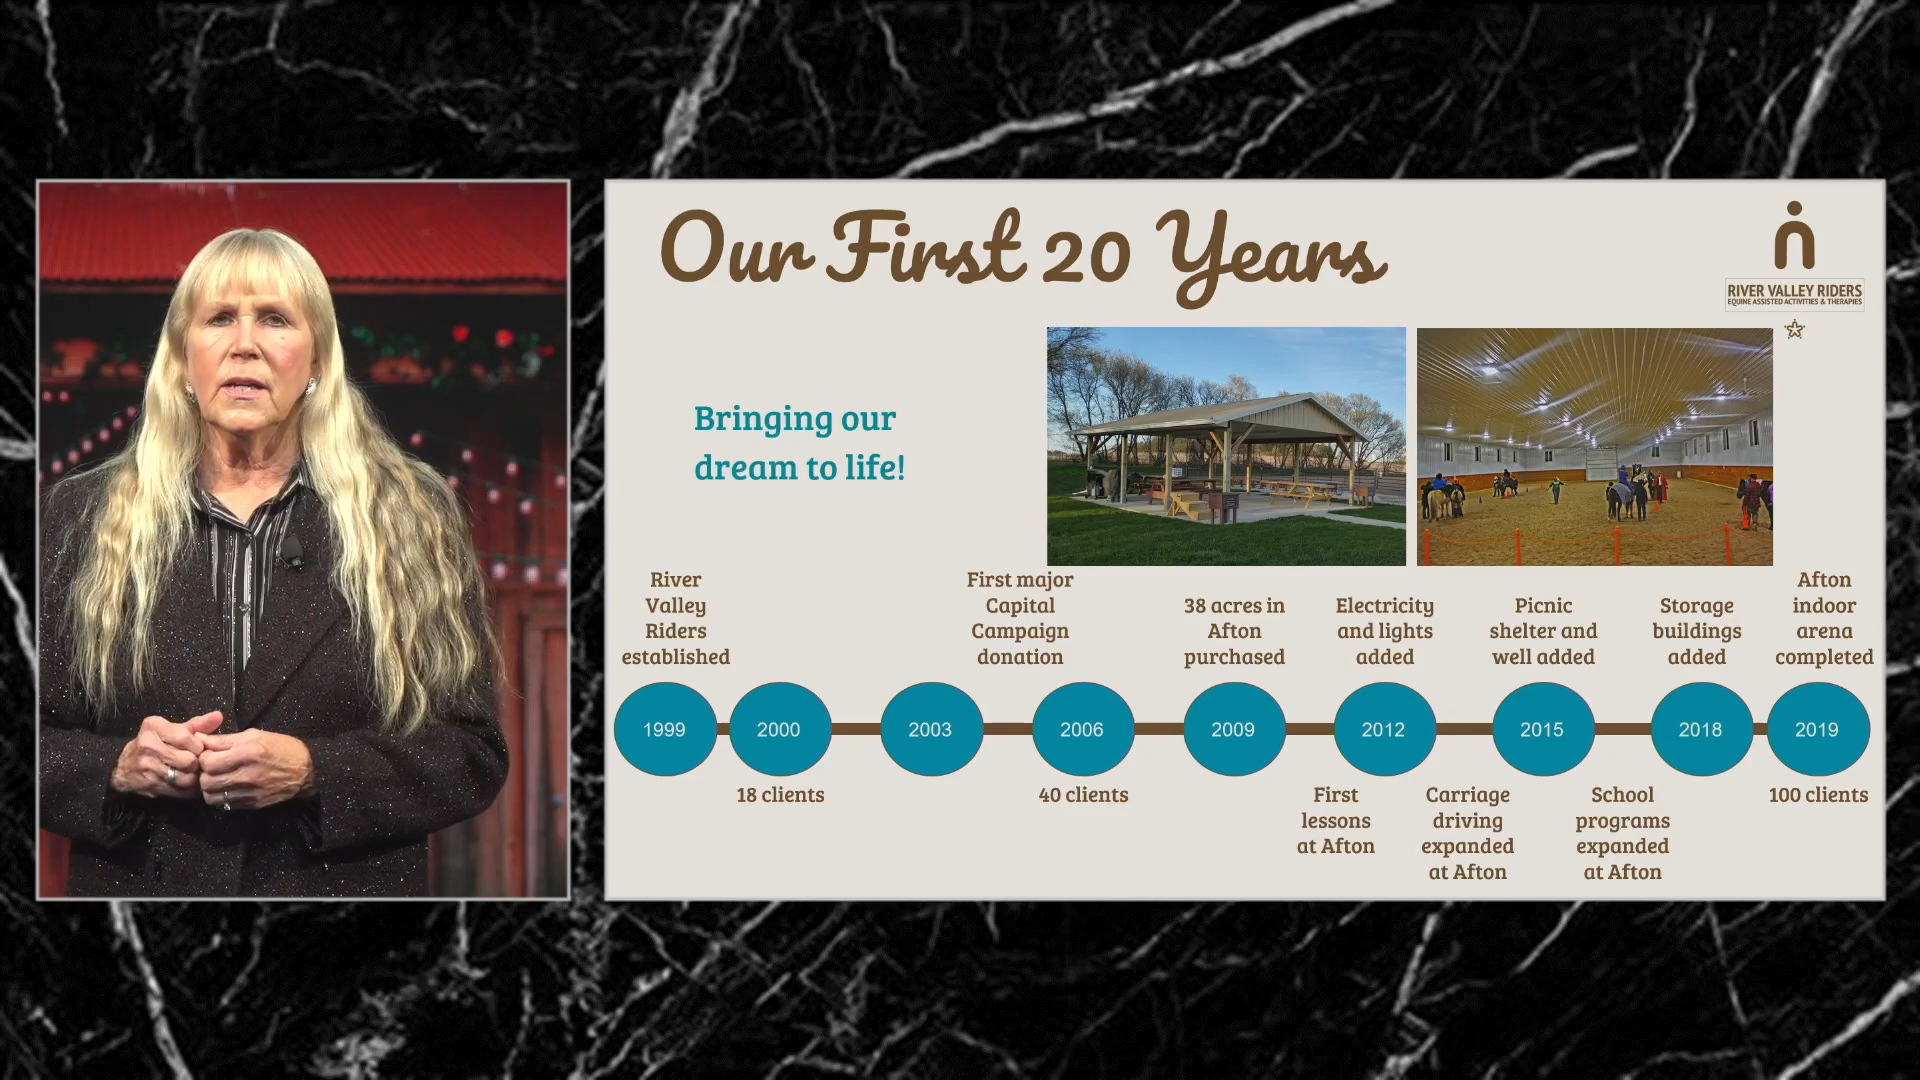 Our First 20 Years
RIVER VALLEY RIDERS
EQUINE ASSISTED ACTIVITIES & THERAPIES
Bringing our
dream to life!
River
Valley
Riders
established
First major
Capital
Campaign
donation
38 acres in
Afton
purchased
Electricity
and lights
added
Picnic
shelter and
well added
Storage
buildings
added
Afton
indoor
arena
completed
1999
2000
2003
2006
2009
2012
2015
2018
2019
18 clients
40 clients
First
lessons
at Afton
Carriage
driving
expanded
at Afton
School
programs
expanded
at Afton
100 clients